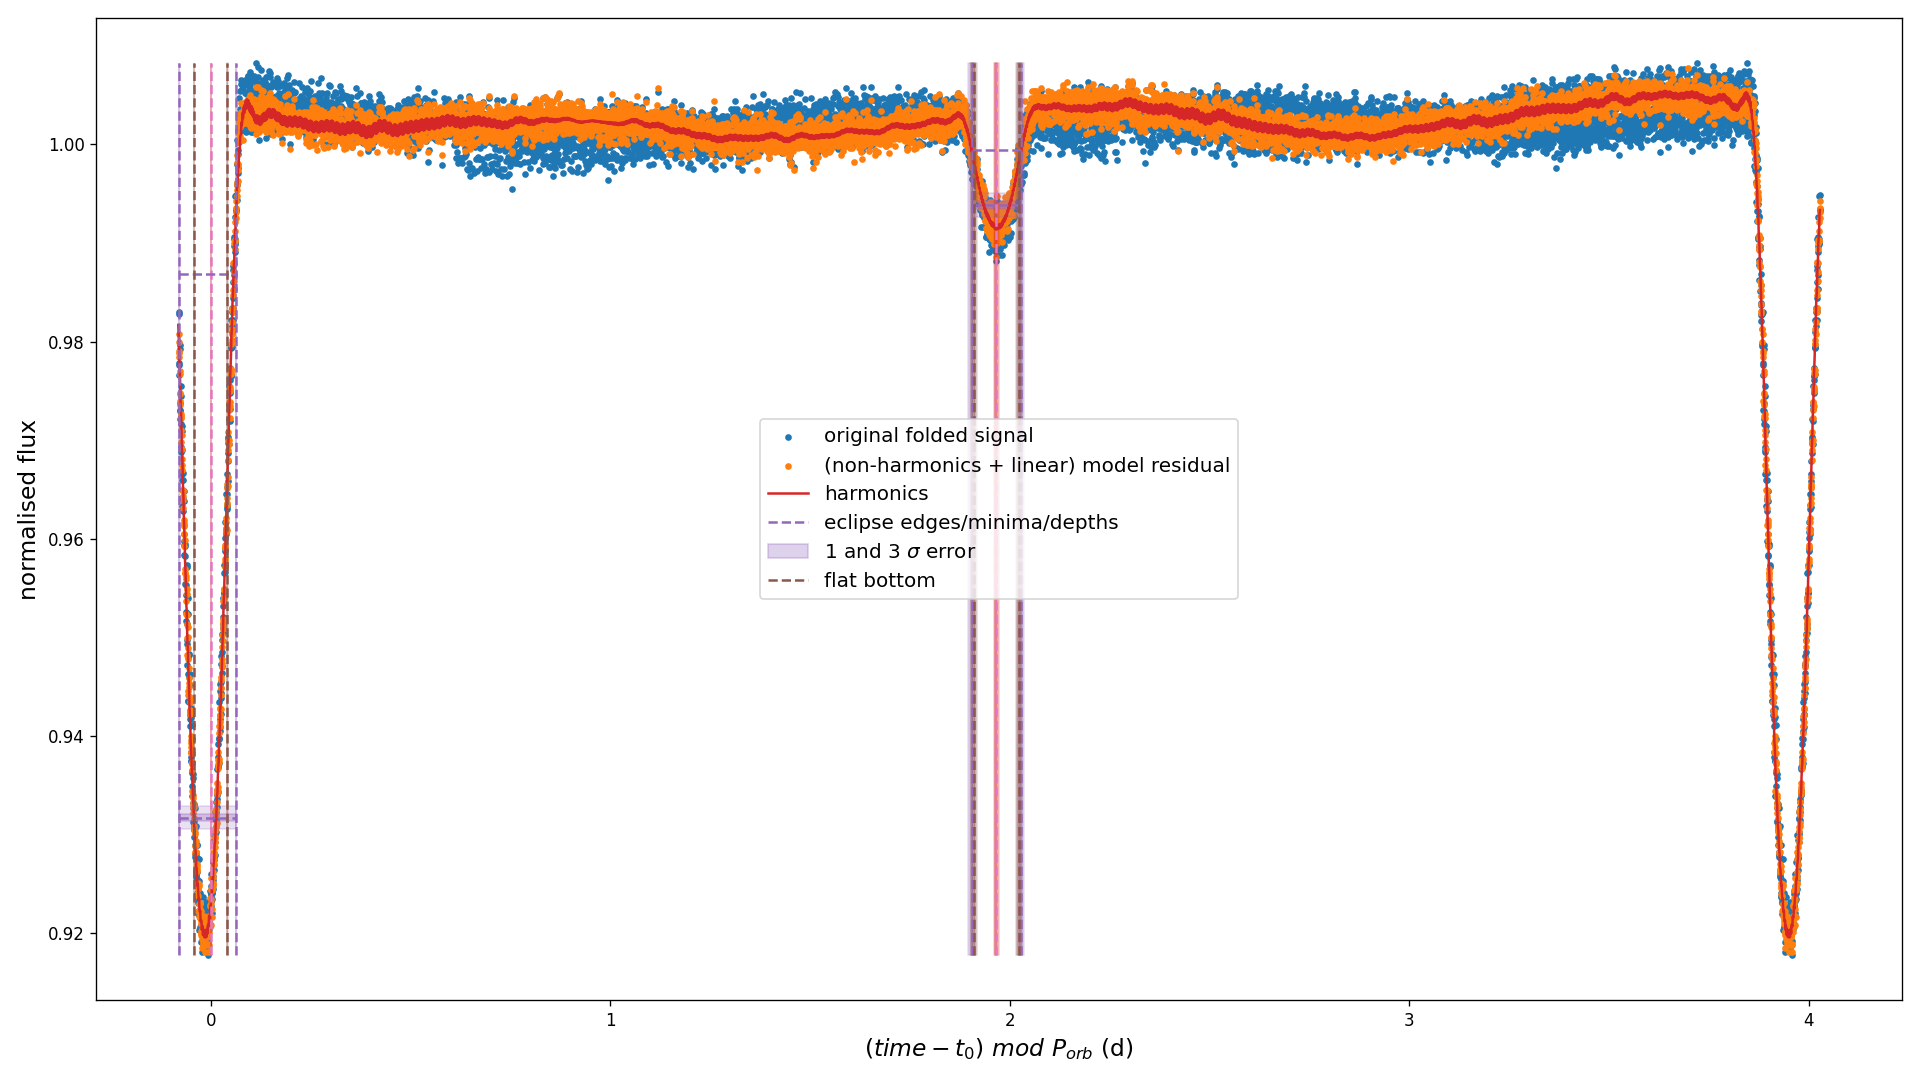 normalised flux
1.00
0.98
0.96
0.94
0.92
original folded signal
(non-harmonics + linear) model residual
harmonics
eclipse edges/minima/depths
1 and 3 σ error
flat bottom
0 1 2 3 4
(time − t₀) mod P_orb (d)